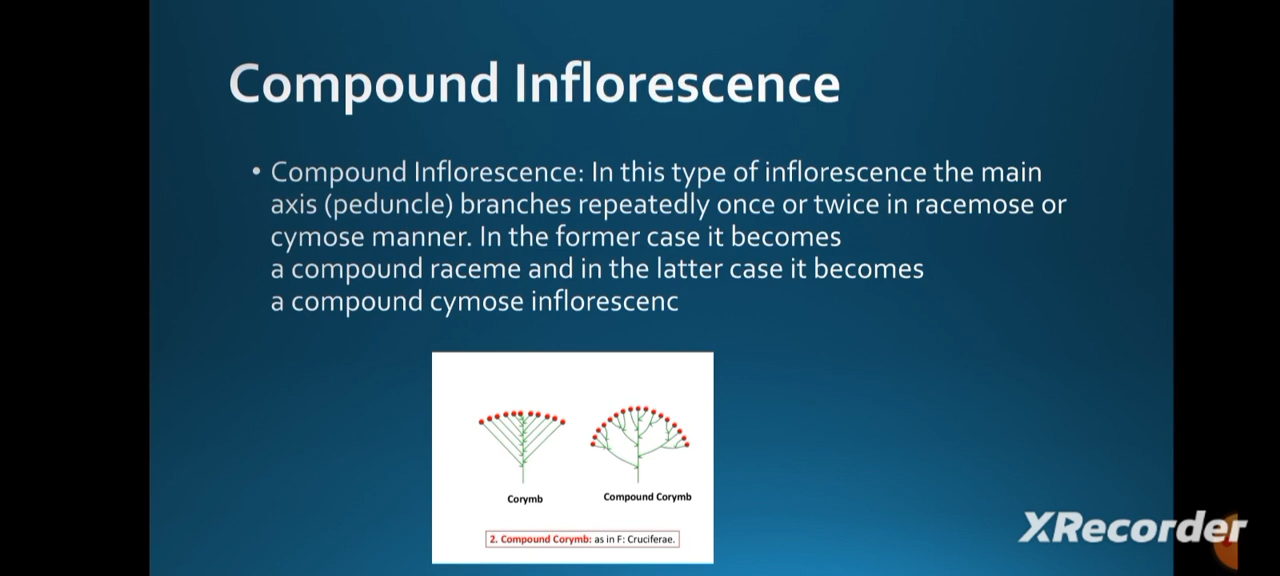 Compound Inflorescence
• Compound Inflorescence: In this type of inflorescence the main
axis (peduncle) branches repeatedly once or twice in racemose or
cymose manner. In the former case it becomes
a compound raceme and in the latter case it becomes
a compound cymose inflorescenc
Corymb
Compound Corymb
2. Compound Corymb: as in F: Cruciferae.
XRecorder